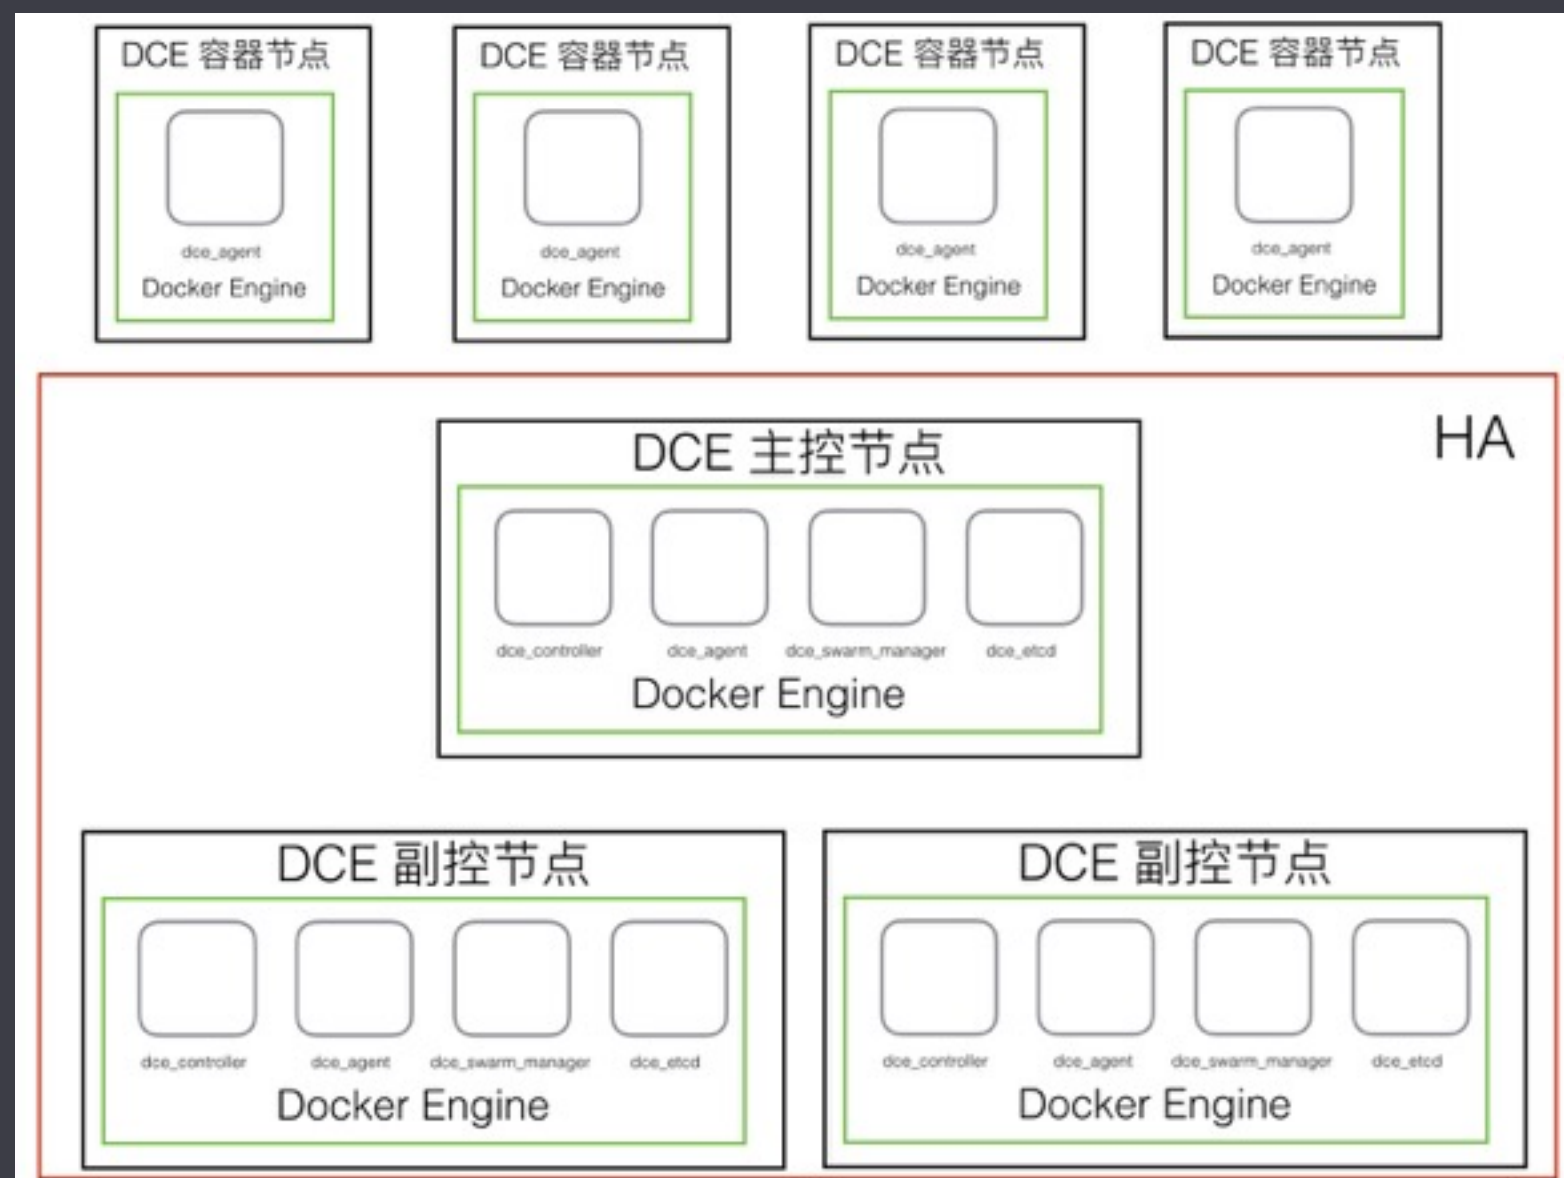 DCE 容器节点 DCE 容器节点 DCE 容器节点 DCE 容器节点
dce_agent dce_agent dce_agent dce_agent
Docker Engine Docker Engine Docker Engine Docker Engine
HA
DCE 主控节点
dce_controller dce_agent dce_swarm_manager dce_etcd
Docker Engine
DCE 副控节点
dce_controller dce_agent dce_swarm_manager dce_etcd
Docker Engine
DCE 副控节点
dce_controller dce_agent dce_swarm_manager dce_etcd
Docker Engine